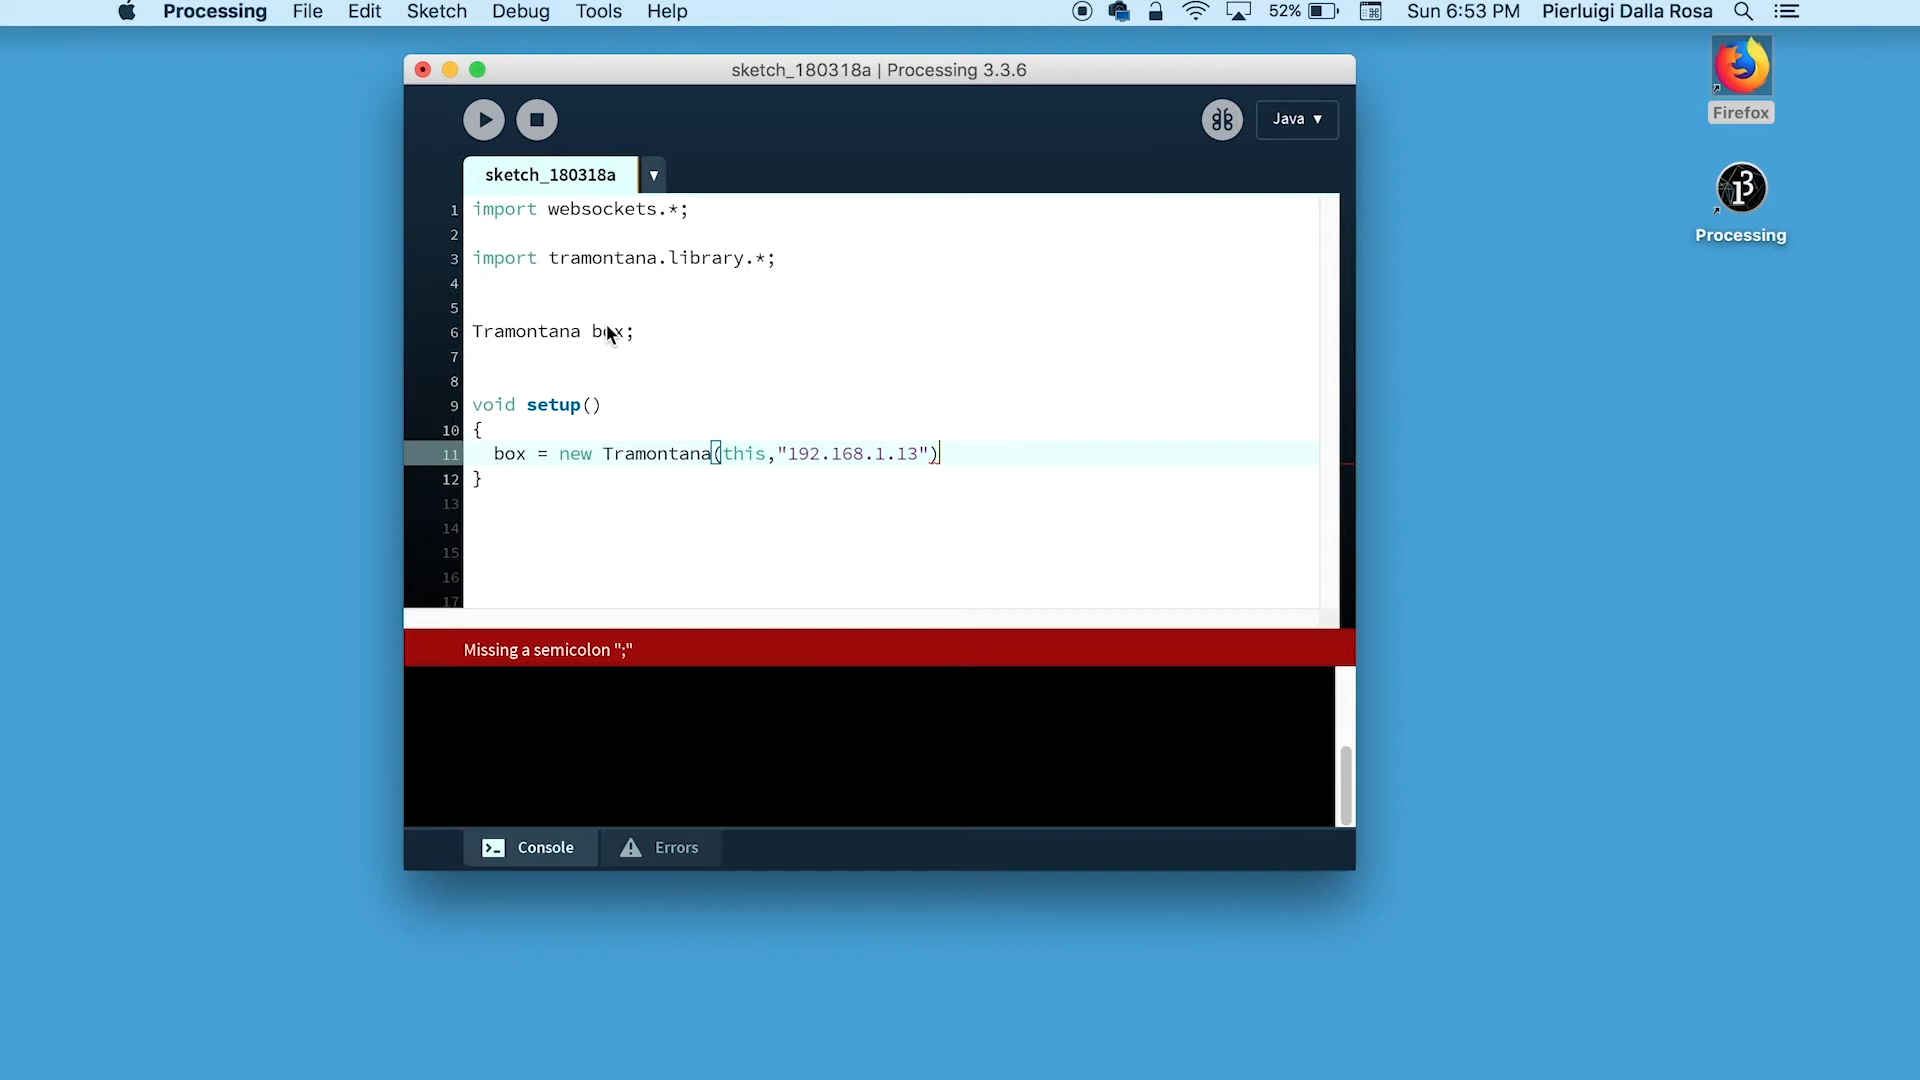 Processing File Edit Sketch Debug Tools Help 52% Sun 6:53 PM Pierluigi Dalla Rosa
sketch_180318a | Processing 3.3.6
Java ▼
sketch_180318a ▼
1 import websockets.*;
2
3 import tramontana.library.*;
4
5
6 Tramontana box;
7
8
9 void setup()
10 {
11 box = new Tramontana(this,"192.168.1.13")
12 }
13
14
15
16
17
Missing a semicolon ";"
>_ Console Errors
Firefox
Processing